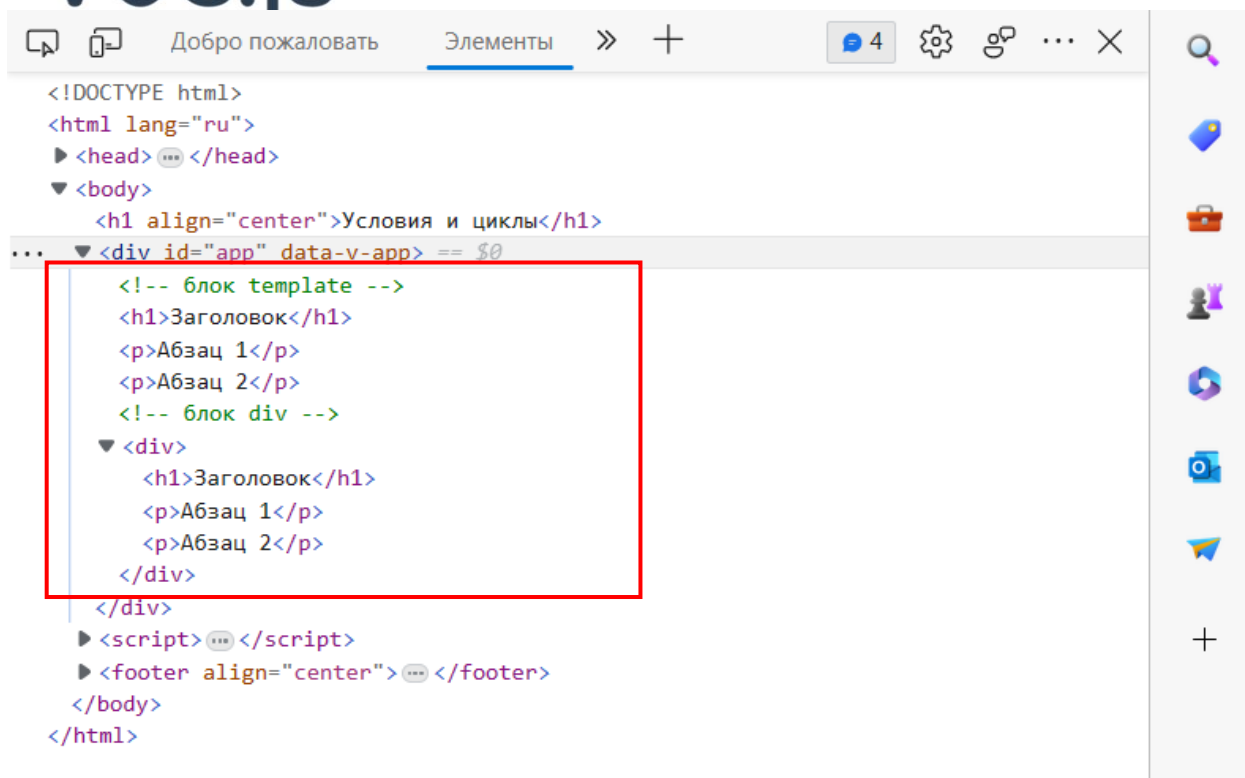 Добро пожаловать Элементы 4
<!DOCTYPE html>
<html lang="ru">
<head> ... </head>
<body>
<h1 align="center">Условия и циклы</h1>
... <div id="app" data-v-app> == $0
<!-- блок template -->
<h1>Заголовок</h1>
<p>Абзац 1</p>
<p>Абзац 2</p>
<!-- блок div -->
<div>
<h1>Заголовок</h1>
<p>Абзац 1</p>
<p>Абзац 2</p>
</div>
</div>
<script> ... </script>
<footer align="center"> ... </footer>
</body>
</html>